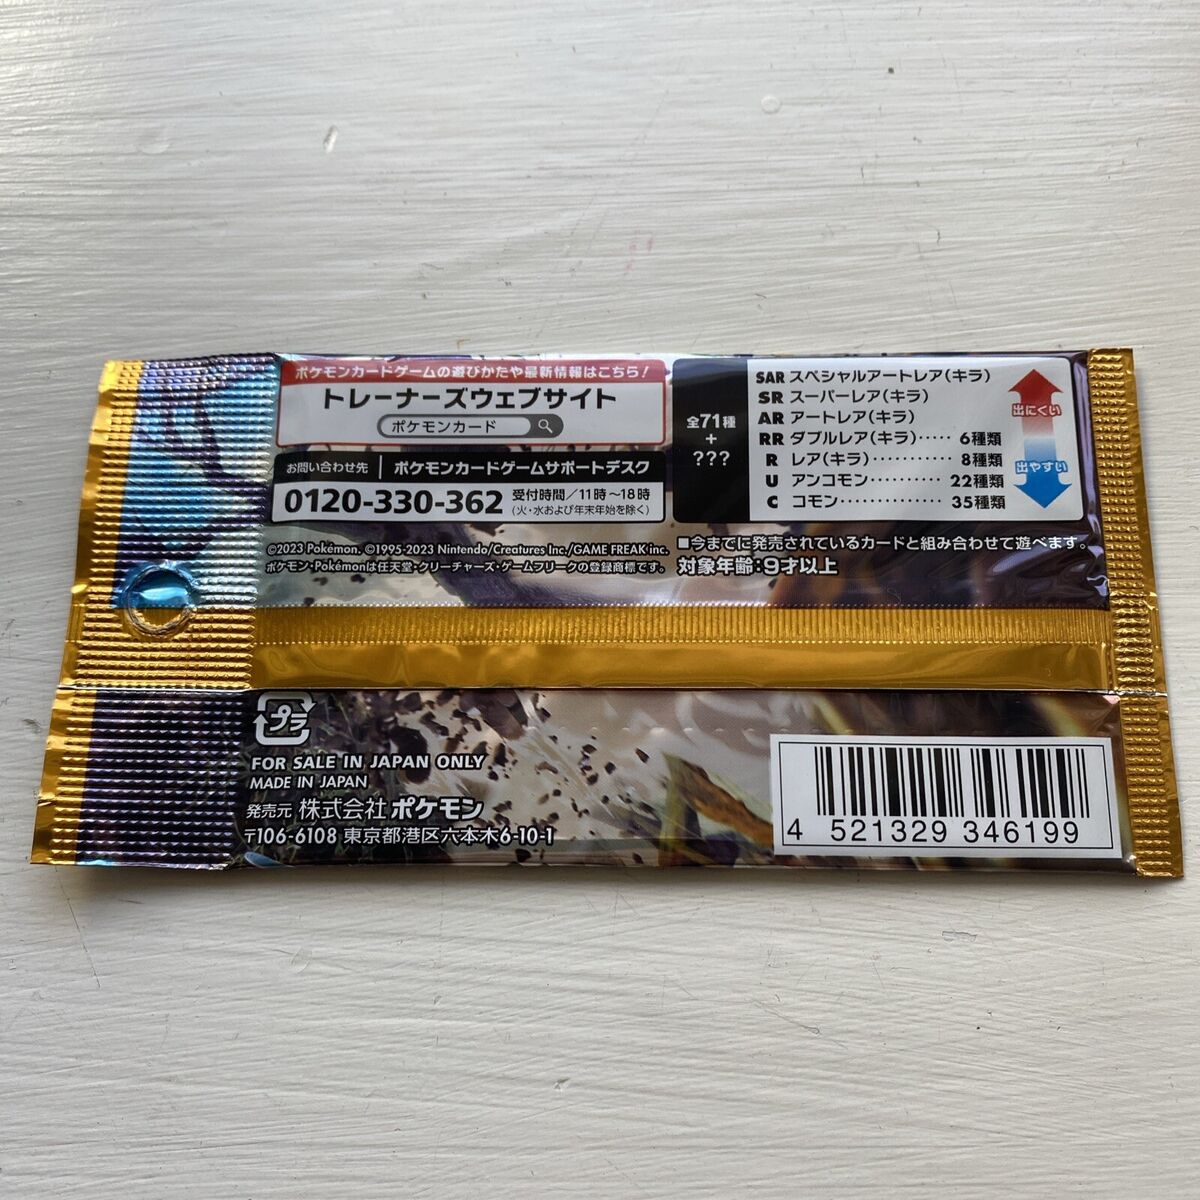 ポケモンカードゲームの遊びかたや最新情報はこちら!
トレーナーズウェブサイト
ポケモンカード
お問い合わせ先 ポケモンカードゲームサポートデスク
0120-330-362 受付時間/11時~18時
(火・水および年末年始を除く)
©2023 Pokémon. ©1995-2023 Nintendo/Creatures Inc./GAME FREAK inc.
ポケモン・Pokémonは任天堂・クリーチャーズ・ゲームフリークの登録商標です。
全71種
+
???
SAR スペシャルアートレア(キラ)
SR スーパーレア(キラ)
AR アートレア(キラ)
RR ダブルレア(キラ)····· 6種類
R レア(キラ)··········· 8種類
U アンコモン·········· 22種類
C コモン·············· 35種類
出にくい
出やすい
■今までに発売されているカードと組み合わせて遊べます。
対象年齢:9才以上
プラ
FOR SALE IN JAPAN ONLY
MADE IN JAPAN
発売元 株式会社ポケモン
〒106-6108 東京都港区六本木6-10-1
4 521329 346199